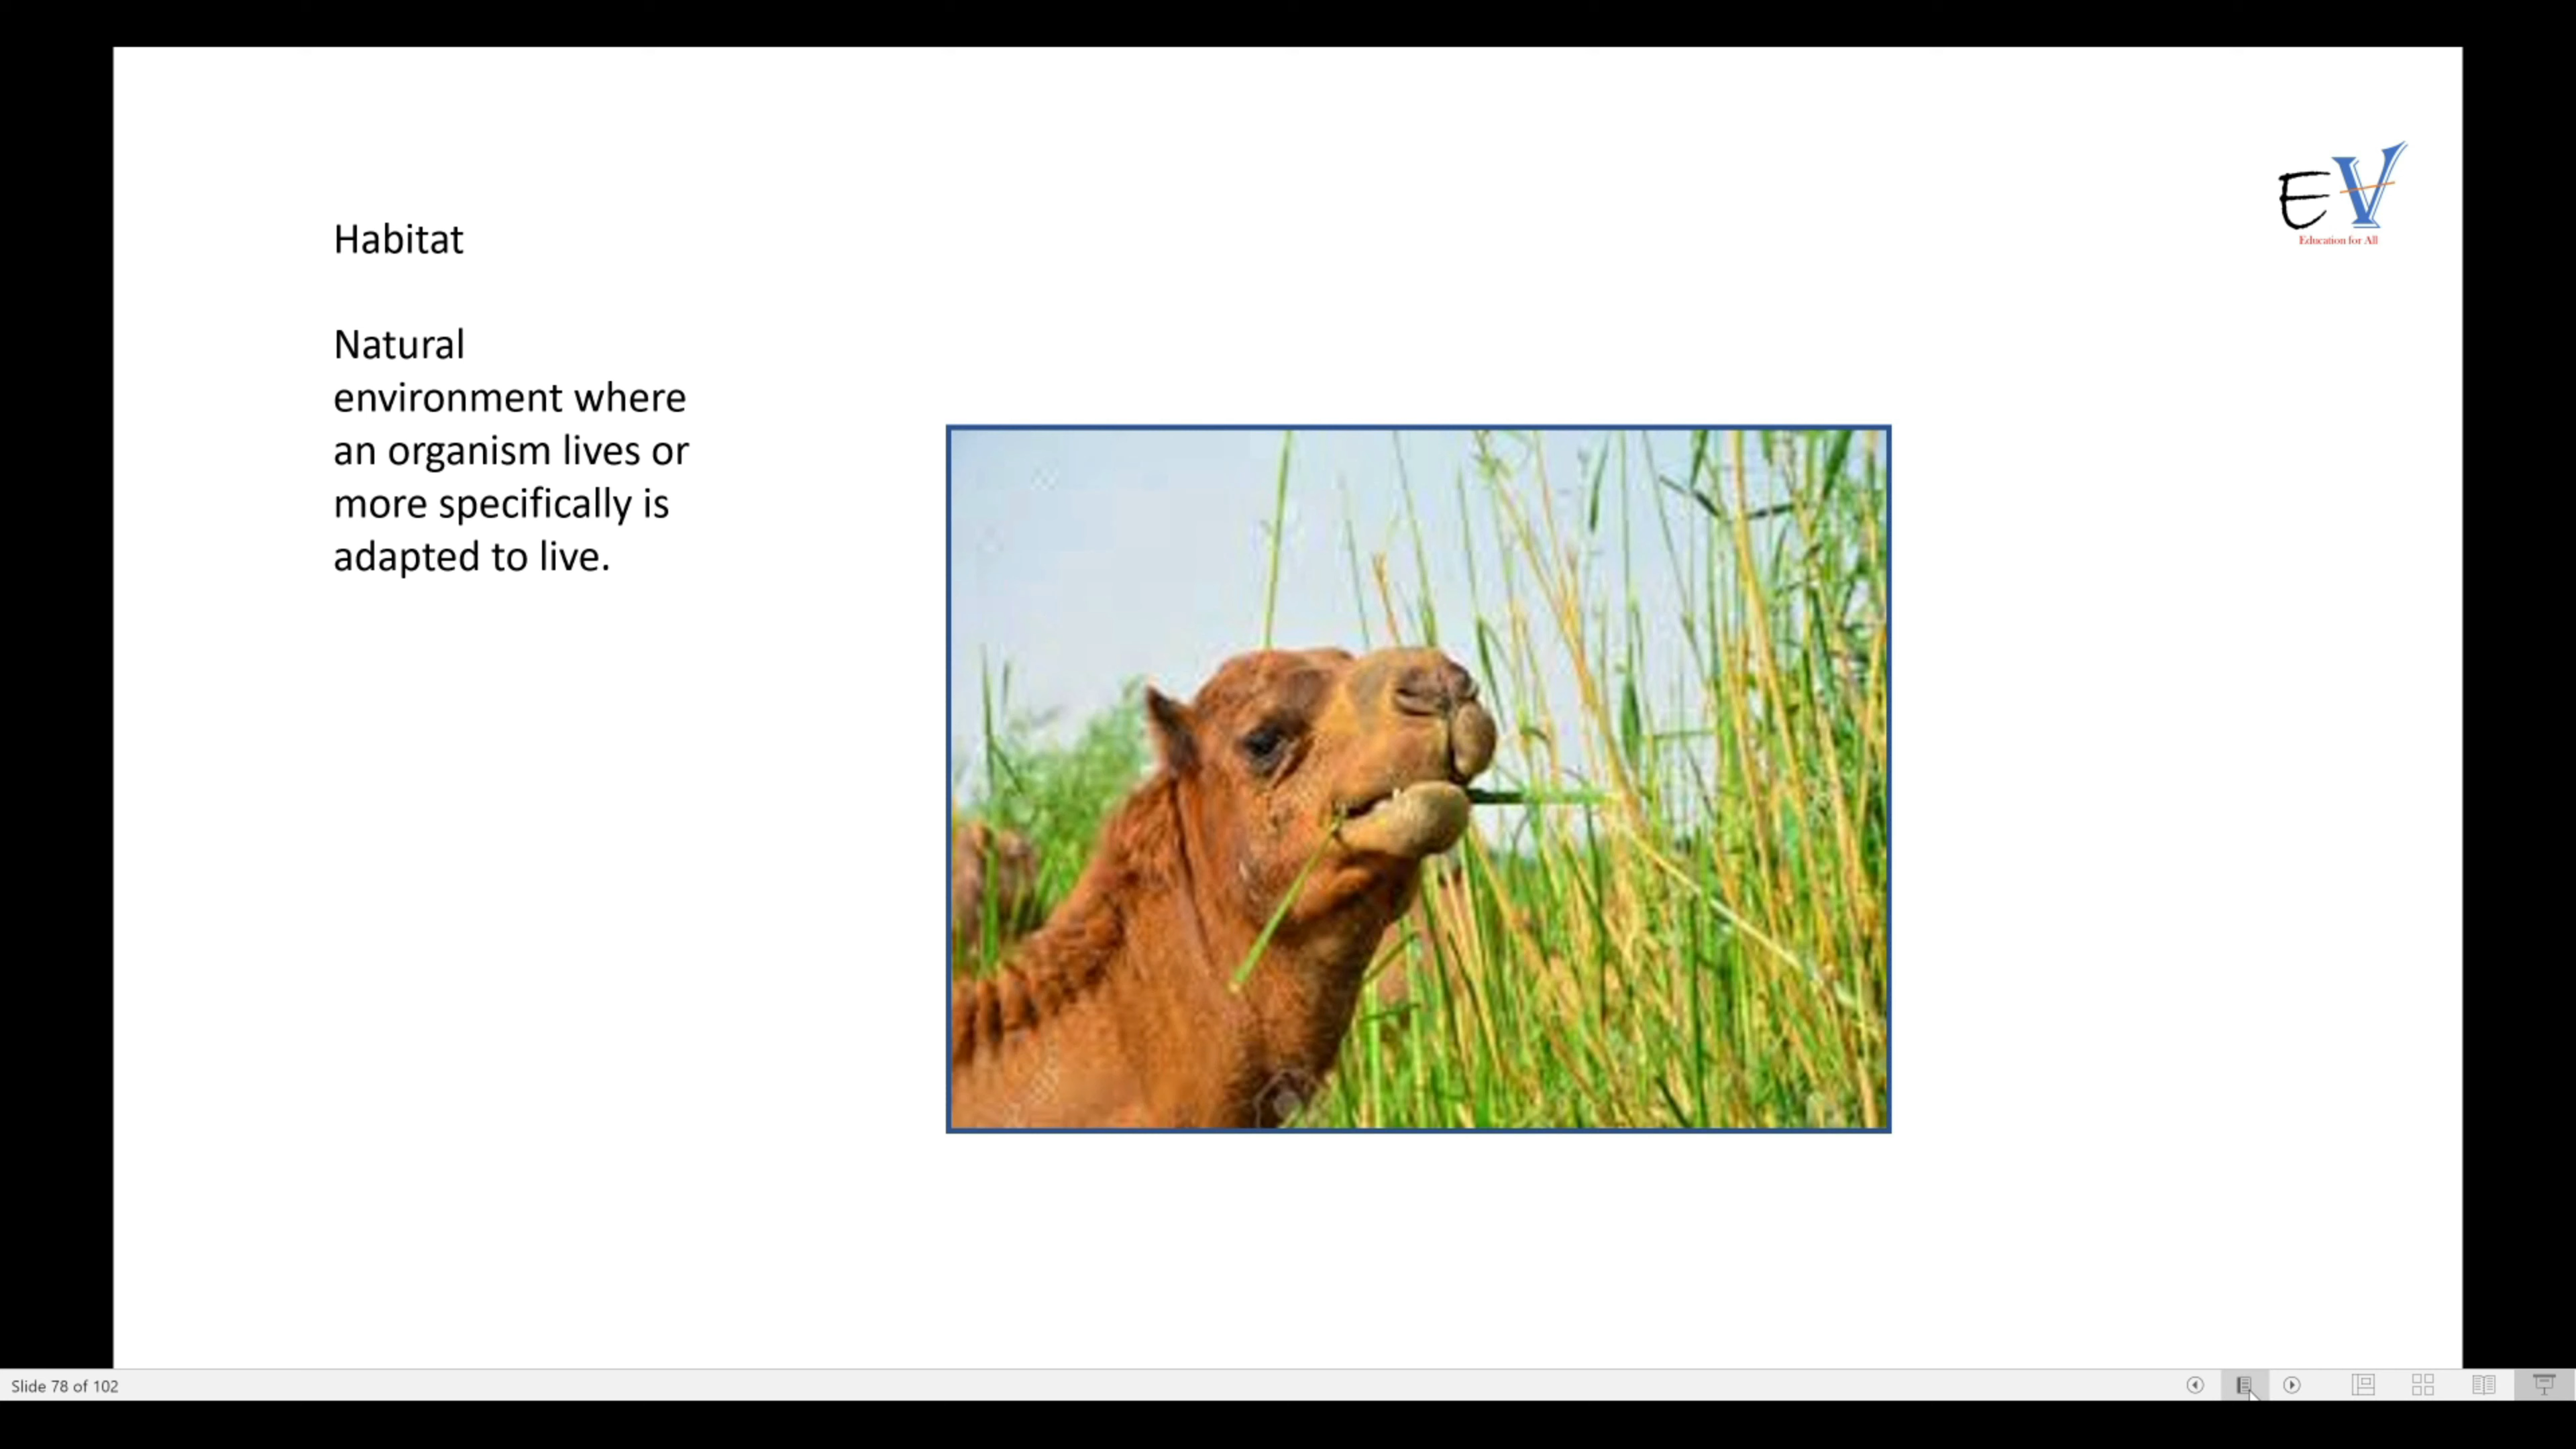 Habitat
Natural
environment where
an organism lives or
more specifically is
adapted to live.
EV
Education for All
Slide 78 of 102